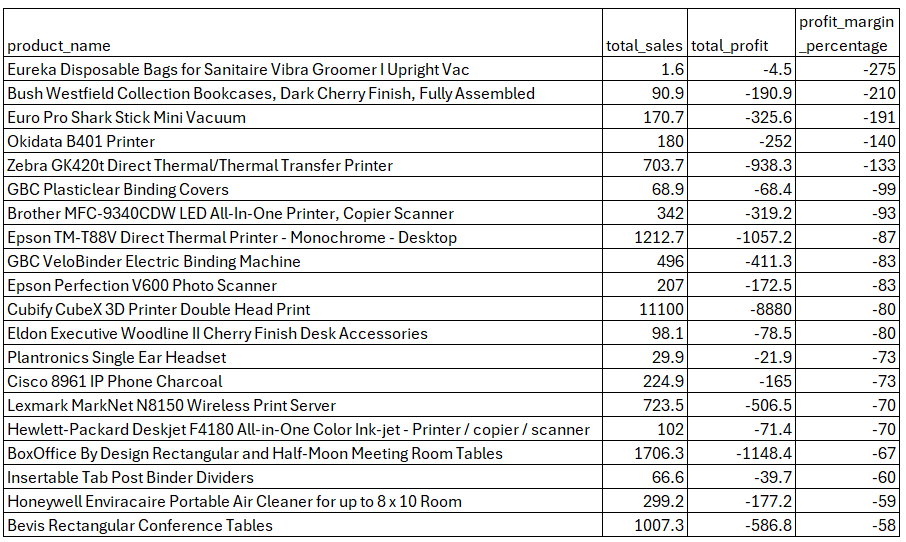 product_name total_sales total_profit profit_margin_percentage
Eureka Disposable Bags for Sanitaire Vibra Groomer I Upright Vac 1.6 -4.5 -275
Bush Westfield Collection Bookcases, Dark Cherry Finish, Fully Assembled 90.9 -190.9 -210
Euro Pro Shark Stick Mini Vacuum 170.7 -325.6 -191
Okidata B401 Printer 180 -252 -140
Zebra GK420t Direct Thermal/Thermal Transfer Printer 703.7 -938.3 -133
GBC Plasticlear Binding Covers 68.9 -68.4 -99
Brother MFC-9340CDW LED All-In-One Printer, Copier Scanner 342 -319.2 -93
Epson TM-T88V Direct Thermal Printer - Monochrome - Desktop 1212.7 -1057.2 -87
GBC VeloBinder Electric Binding Machine 496 -411.3 -83
Epson Perfection V600 Photo Scanner 207 -172.5 -83
Cubify CubeX 3D Printer Double Head Print 11100 -8880 -80
Eldon Executive Woodline II Cherry Finish Desk Accessories 98.1 -78.5 -80
Plantronics Single Ear Headset 29.9 -21.9 -73
Cisco 8961 IP Phone Charcoal 224.9 -165 -73
Lexmark MarkNet N8150 Wireless Print Server 723.5 -506.5 -70
Hewlett-Packard Deskjet F4180 All-in-One Color Ink-jet - Printer / copier / scanner 102 -71.4 -70
BoxOffice By Design Rectangular and Half-Moon Meeting Room Tables 1706.3 -1148.4 -67
Insertable Tab Post Binder Dividers 66.6 -39.7 -60
Honeywell Enviracaire Portable Air Cleaner for up to 8 x 10 Room 299.2 -177.2 -59
Bevis Rectangular Conference Tables 1007.3 -586.8 -58